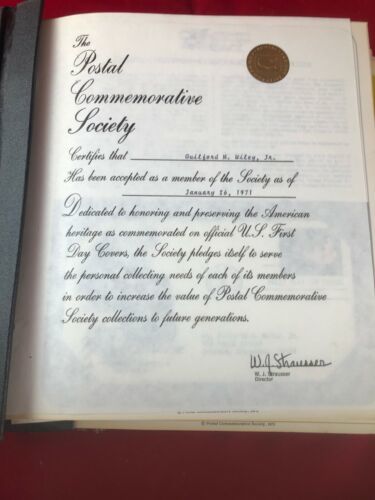 The
Postal
Commemorative
Society
Certifies that Guilford H. Wiley, Jr.
Has been accepted as a member of the Society as of
January 26, 1971
Dedicated to honoring and preserving the American
heritage as commemorated on official U.S. First
Day Covers, the Society pledges itself to serve
the personal collecting needs of each of its members
in order to increase the value of Postal Commemorative
Society collections to future generations.
W.J. Strausser
W. J. Strausser
Director
© Postal Commemorative Society,